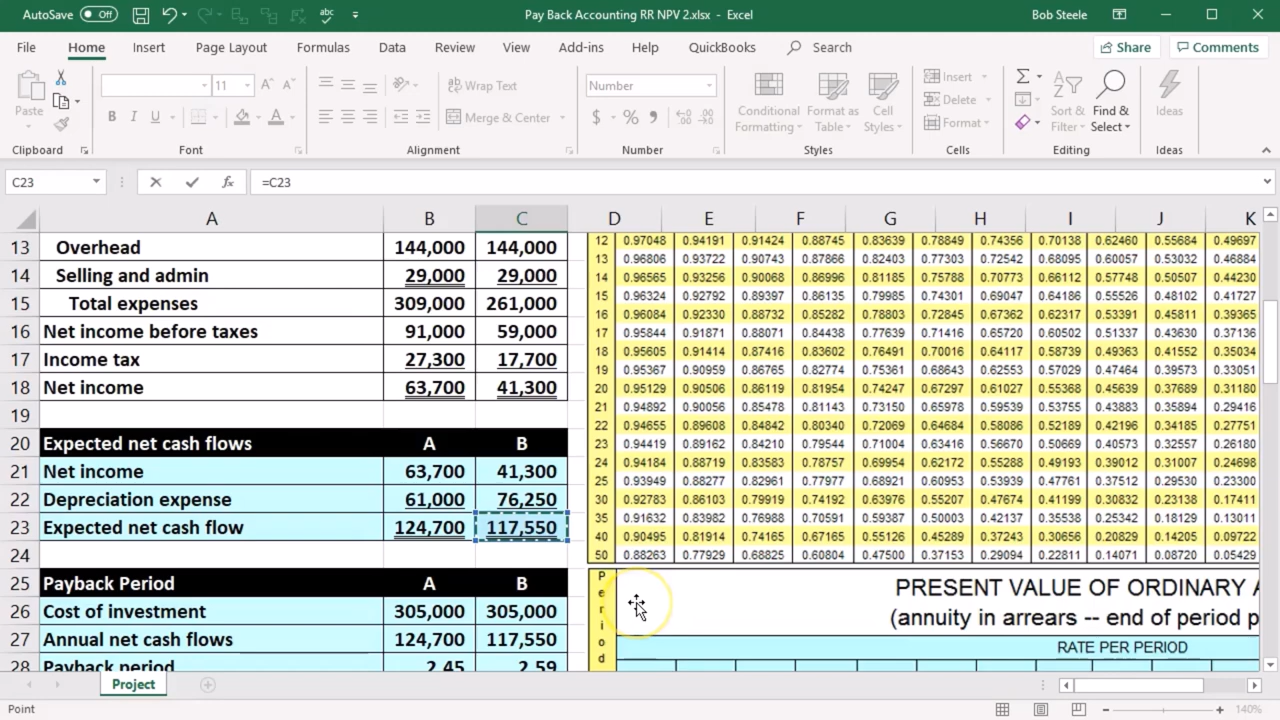 AutoSave Off Pay Back Accounting RR NPV 2.xlsx - Excel Bob Steele
File Home Insert Page Layout Formulas Data Review View Add-ins Help QuickBooks Search Share Comments
11 Wrap Text Number Insert
Paste B I U Merge & Center $ % Conditional Formatting Format as Table Cell Styles Delete Format Sort & Filter Find & Select Ideas
Clipboard Font Alignment Number Styles Cells Editing Ideas
C23 fx =C23
A B C D E F G H I J K
13 Overhead 144,000 144,000
14 Selling and admin 29,000 29,000
15 Total expenses 309,000 261,000
16 Net income before taxes 91,000 59,000
17 Income tax 27,300 17,700
18 Net income 63,700 41,300
19
20 Expected net cash flows A B
21 Net income 63,700 41,300
22 Depreciation expense 61,000 76,250
23 Expected net cash flow 124,700 117,550
24
25 Payback Period A B
26 Cost of investment 305,000 305,000
27 Annual net cash flows 124,700 117,550
28 Payback period 2.45 2.59
12 0.97048 0.94191 0.91424 0.88745 0.83639 0.78849 0.74356 0.70138 0.62460 0.55684 0.49697
13 0.96806 0.93722 0.90743 0.87866 0.82403 0.77303 0.72542 0.68095 0.60057 0.53032 0.46884
14 0.96565 0.93256 0.90068 0.86996 0.81185 0.75788 0.70773 0.66112 0.57748 0.50507 0.44230
15 0.96324 0.92792 0.89397 0.86135 0.79985 0.74301 0.69047 0.64186 0.55526 0.48102 0.41727
16 0.96084 0.92330 0.88732 0.85282 0.78803 0.72845 0.67362 0.62317 0.53391 0.45811 0.39365
17 0.95844 0.91871 0.88071 0.84438 0.77639 0.71416 0.65720 0.60502 0.51337 0.43630 0.37136
18 0.95605 0.91414 0.87416 0.83602 0.76491 0.70016 0.64117 0.58739 0.49363 0.41552 0.35034
19 0.95367 0.90959 0.86765 0.82774 0.75361 0.68643 0.62553 0.57029 0.47464 0.39573 0.33051
20 0.95129 0.90506 0.86119 0.81954 0.74247 0.67297 0.61027 0.55368 0.45639 0.37689 0.31180
21 0.94892 0.90056 0.85478 0.81143 0.73150 0.65978 0.59539 0.53755 0.43883 0.35894 0.29416
22 0.94655 0.89608 0.84842 0.80340 0.72069 0.64684 0.58086 0.52189 0.42196 0.34185 0.27751
23 0.94419 0.89162 0.84210 0.79544 0.71004 0.63416 0.56670 0.50669 0.40573 0.32557 0.26180
24 0.94184 0.88719 0.83583 0.78757 0.69954 0.62172 0.55288 0.49193 0.39012 0.31007 0.24698
25 0.93949 0.88277 0.82961 0.77977 0.68921 0.60953 0.53939 0.47761 0.37512 0.29530 0.23300
30 0.92783 0.86103 0.79919 0.74192 0.63976 0.55207 0.47674 0.41199 0.30832 0.23138 0.17411
35 0.91632 0.83982 0.76988 0.70591 0.59387 0.50003 0.42137 0.35538 0.25342 0.18129 0.13011
40 0.90495 0.81914 0.74165 0.67165 0.55126 0.45289 0.37243 0.30656 0.20829 0.14205 0.09722
50 0.88263 0.77929 0.68825 0.60804 0.47500 0.37153 0.29094 0.22811 0.14071 0.08720 0.05429
Period
PRESENT VALUE OF ORDINARY A
(annuity in arrears -- end of period p
RATE PER PERIOD
Project
Point 140%